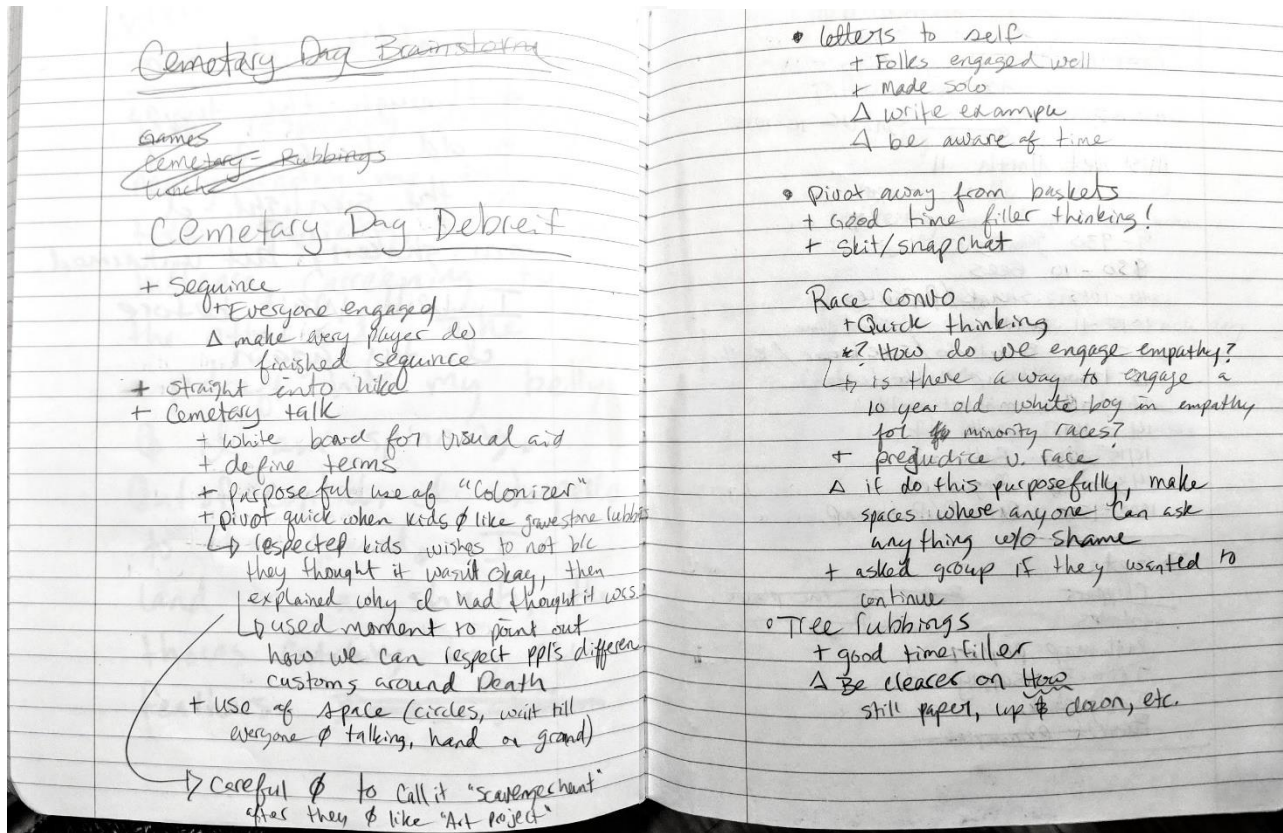 Cemetary Day Brainstorm
Games
Cemetary - Rubbings
Lunch
Cemetary Day Debreif
+ Sequince
+ Everyone engaged
Δ make every player do
finished sequince
+ straight into hike
+ Cemetary talk
+ white board for visual aid
+ define terms
+ purposeful use of "Colonizer"
+ pivot quick when kids ∅ like gravestone rubbis
↳ respected kids wishes to not b/c
they thought it wasn't okay, then
explained why I had thought it was.
↳ used moment to point out
how we can respect ppl's differen
customs around Death
+ use of space (circles, wait till
everyone ∅ talking, hand on grond)
→ Careful ∅ to call it "scavengehunt"
after they ∅ like "Art project"
• letters to self
+ Folks engaged well
+ made solo
Δ write example
Δ be aware of time
• Pivot away from baskets
+ Good time filler thinking!
+ skit/snapchat
Race Convo
+ Quick thinking
*? How do we engage empathy?
↳ is there a way to engage a
10 year old white boy in empathy
for minority races?
+ prejudice v. race
Δ if do this purposefully, make
spaces where anyone can ask
anything w/o shame
+ asked group if they wanted to
continue
• Tree rubbings
+ good time filler
Δ Be clearer on How
still paper, up & down, etc.